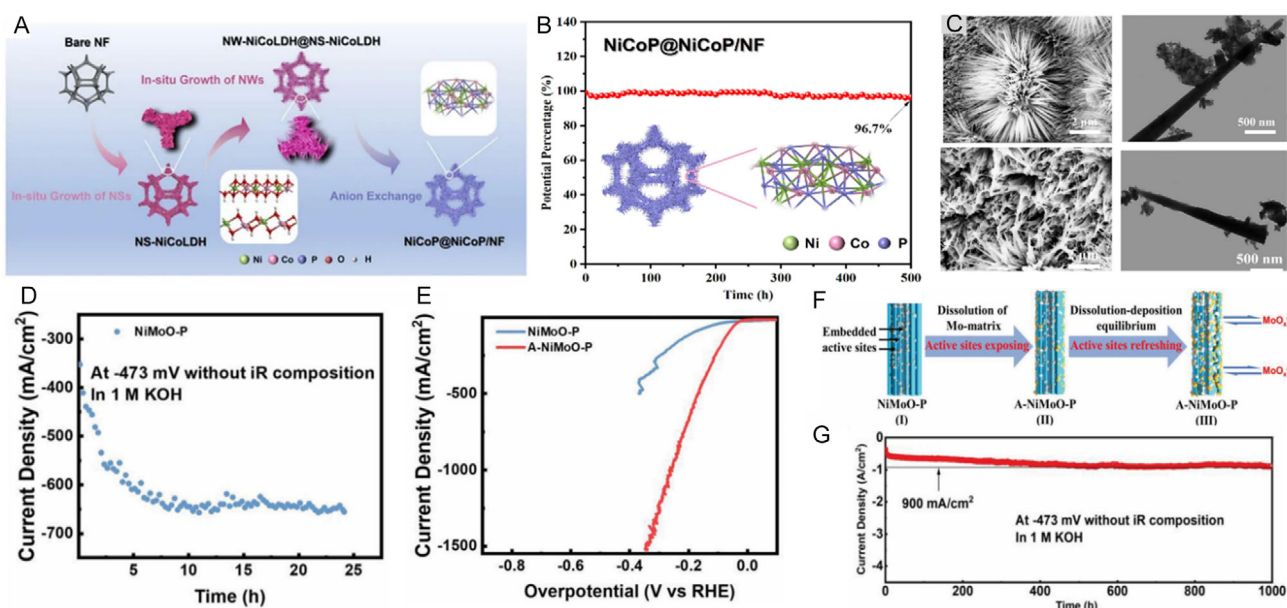 A
Bare NF
NW-NiCoLDH@NS-NiCoLDH
In-situ Growth of NWs
In-situ Growth of NSs
Anion Exchange
NS-NiCoLDH
NiCoP@NiCoP/NF
Ni Co P O H
B
NiCoP@NiCoP/NF
Potential Percentage (%)
140
120
100
80
60
40
20
0
96.7%
Ni Co P
0 100 200 300 400 500
Time (h)
C
2 μm
500 nm
500 nm
D
NiMoO-P
At -473 mV without iR composition
In 1 M KOH
Current Density (mA/cm²)
-300
-400
-500
-600
-700
5 10 15 20 25
Time (h)
E
NiMoO-P
A-NiMoO-P
Current Density (mA/cm²)
0
-500
-1000
-1500
-0.8 -0.6 -0.4 -0.2 0.0
Overpotential (V vs RHE)
F
Embedded
active sites
Dissolution of
Mo-matrix
Active sites exposing
Dissolution-deposition
equilibrium
Active sites refreshing
MoO₄
MoO₄
NiMoO-P
(I)
A-NiMoO-P
(II)
A-NiMoO-P
(III)
G
Current Density (A/cm²)
0
-1
-2
-3
-4
900 mA/cm²
At -473 mV without iR composition
In 1 M KOH
0 200 400 600 800 1000
Time (h)